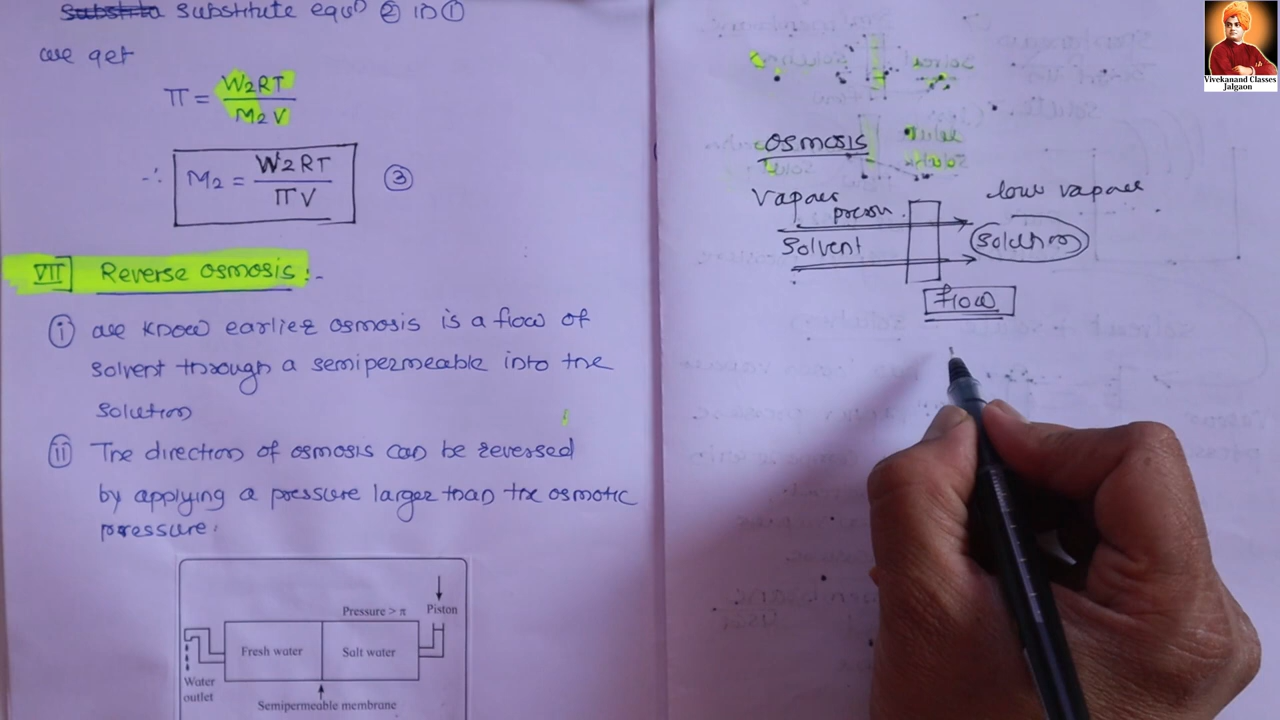 substitute equⁿ ② in ①
we get
π = W₂RT / M₂V
∴ M₂ = W₂RT / πV ③
VII] Reverse osmosis :-
i) we know earlier osmosis is a flow of
solvent through a semipermeable into the
solution
ii) The direction of osmosis can be reversed
by applying a pressure larger than the osmotic
pressure.
Pressure > π
Piston
Fresh water
Salt water
Water
outlet
Semipermeable membrane
osmosis
Vapour
low vapour
Solvent
Solution
flow
Vivekanand Classes
Jalgaon